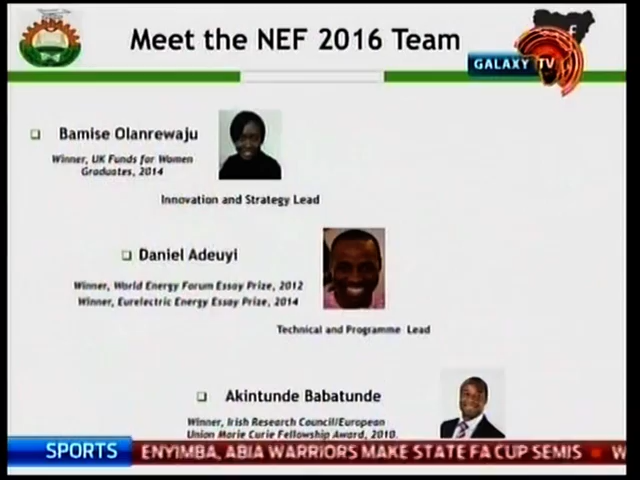 Meet the NEF 2016 Team
GALAXY TV
Bamise Olanrewaju
Winner, UK Funds for Women
Graduates, 2014
Innovation and Strategy Lead
Daniel Adeuyi
Winner, World Energy Forum Essay Prize, 2012
Winner, Eurelectric Energy Essay Prize, 2014
Technical and Programme Lead
Akintunde Babatunde
Winner, Irish Research Council/European
Union Marie Curie Fellowship Award, 2010.
SPORTS
ENYIMBA, ABIA WARRIORS MAKE STATE FA CUP SEMIS • W